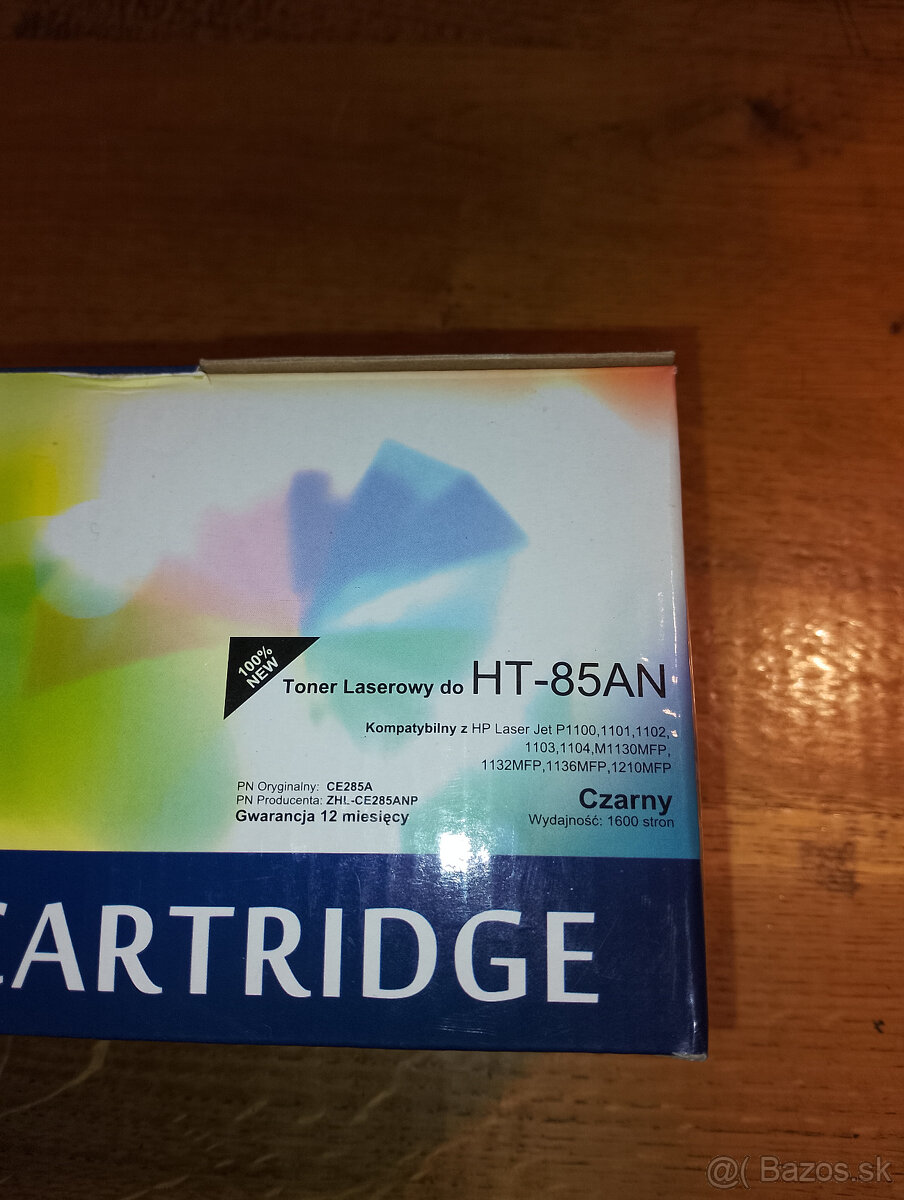 100%
NEW
Toner Laserowy do HT-85AN
Kompatybilny z HP Laser Jet P1100,1101,1102,
1103,1104,M1130MFP,
1132MFP,1136MFP,1210MFP
PN Oryginalny: CE285A
PN Producenta: ZHL-CE285ANP
Gwarancja 12 miesięcy
Czarny
Wydajność: 1600 stron
CARTRIDGE
@( Bazos.sk